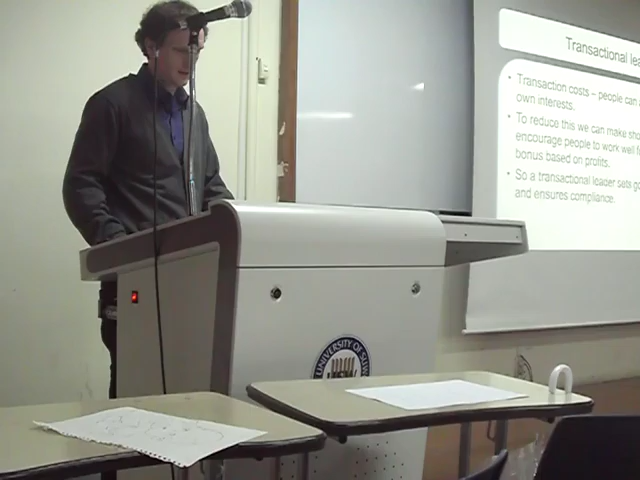 Transactional lea
• Transaction costs – people can a
own interests.
• To reduce this we can make sho
encourage people to work well f
bonus based on profits.
• So a transactional leader sets go
and ensures compliance.
UNIVERSITY OF SUW